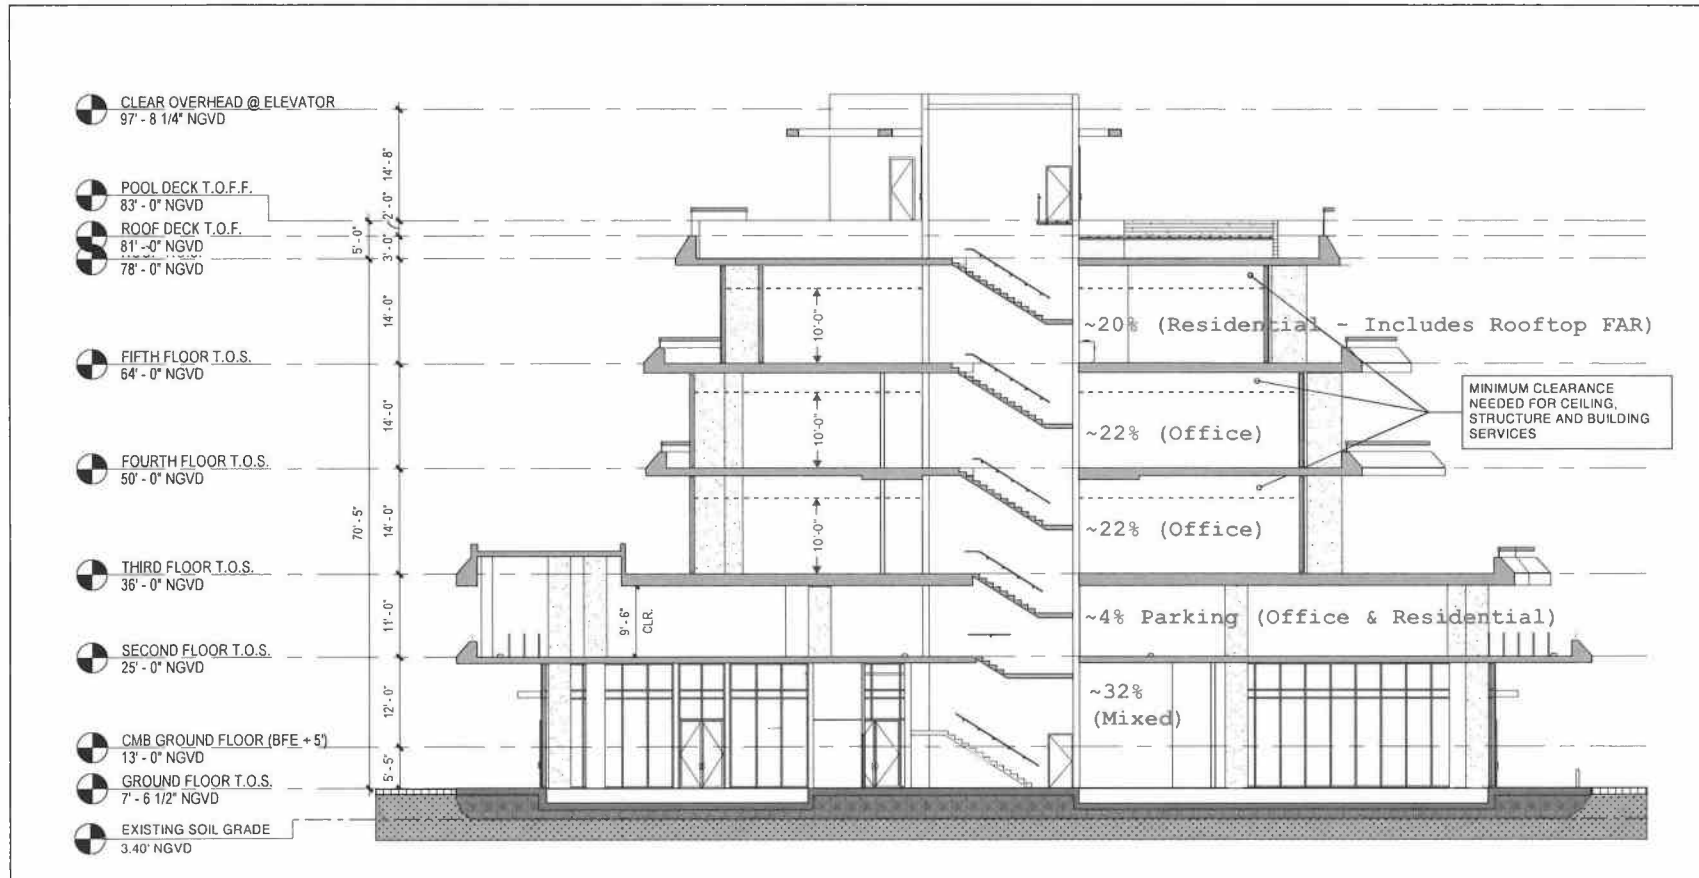 CLEAR OVERHEAD @ ELEVATOR
97' - 8 1/4" NGVD
POOL DECK T.O.F.F.
83' - 0" NGVD
ROOF DECK T.O.F.
81' - 0" NGVD
78' - 0" NGVD
FIFTH FLOOR T.O.S.
64' - 0" NGVD
FOURTH FLOOR T.O.S.
50' - 0" NGVD
THIRD FLOOR T.O.S.
36' - 0" NGVD
SECOND FLOOR T.O.S.
25' - 0" NGVD
CMB GROUND FLOOR (BFE + 5')
13' - 0" NGVD
GROUND FLOOR T.O.S.
7' - 6 1/2" NGVD
EXISTING SOIL GRADE
3.40' NGVD
5' - 0"
70' - 5"
14' - 8"
2' - 0"
3' - 0"
14' - 0"
14' - 0"
14' - 0"
11' - 0"
12' - 0"
5' - 5"
10'-0"
10'-0"
10'-0"
9' - 6"
CLR.
~20% (Residential - Includes Rooftop FAR)
~22% (Office)
~22% (Office)
~4% Parking (Office & Residential)
~32%
(Mixed)
MINIMUM CLEARANCE
NEEDED FOR CEILING,
STRUCTURE AND BUILDING
SERVICES